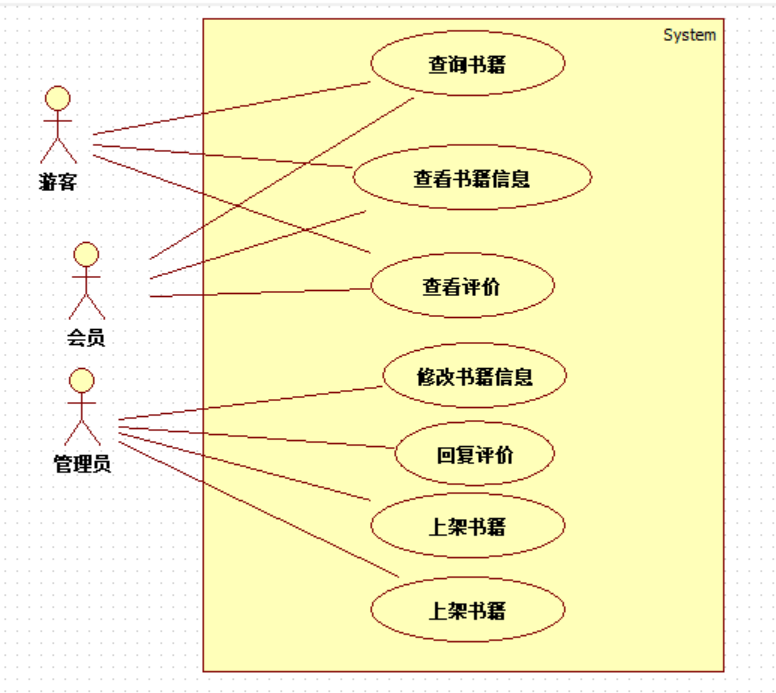 System
查询书籍
游客
查看书籍信息
查看评价
会员
修改书籍信息
管理员
回复评价
上架书籍
上架书籍